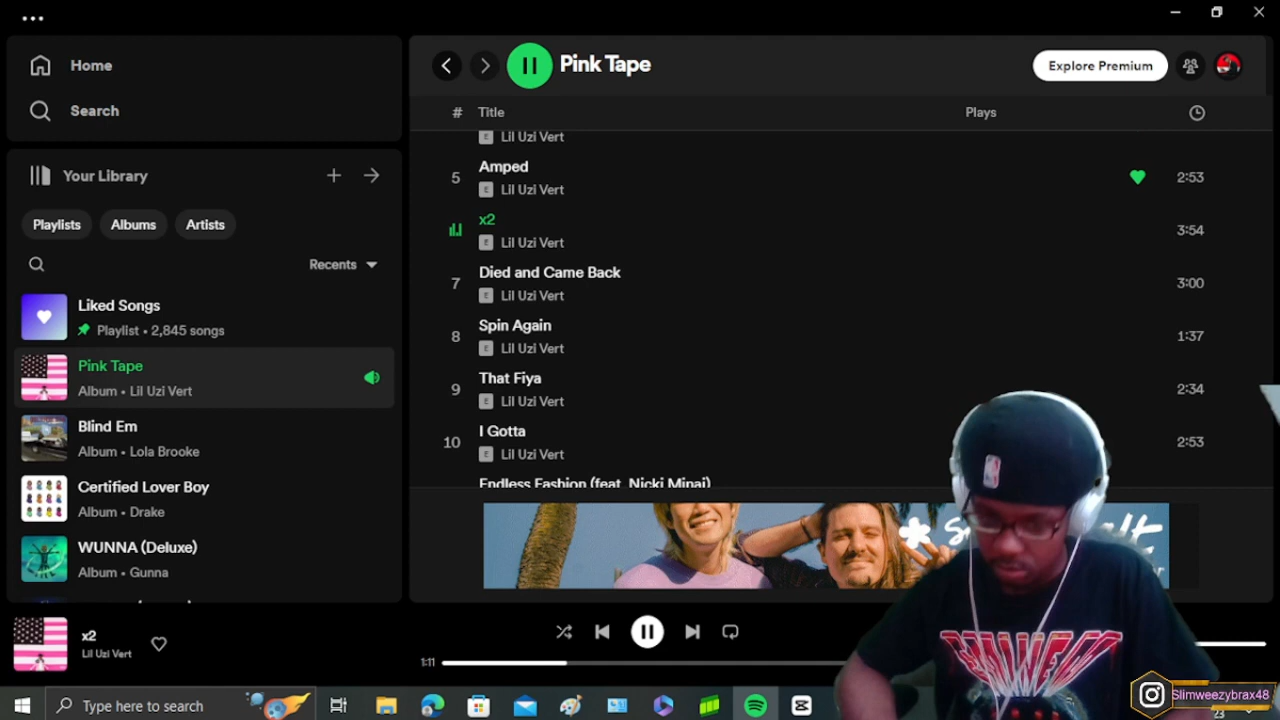 Home
Search
Your Library
Playlists
Albums
Artists
Recents
Liked Songs
Playlist • 2,845 songs
Pink Tape
Album • Lil Uzi Vert
Blind Em
Album • Lola Brooke
Certified Lover Boy
Album • Drake
WUNNA (Deluxe)
Album • Gunna
Pink Tape
Explore Premium
# Title Plays
E Lil Uzi Vert
5 Amped 2:53
E Lil Uzi Vert
x2 3:54
E Lil Uzi Vert
7 Died and Came Back 3:00
E Lil Uzi Vert
8 Spin Again 1:37
E Lil Uzi Vert
9 That Fiya 2:34
E Lil Uzi Vert
10 I Gotta 2:53
E Lil Uzi Vert
Endless Fashion (feat. Nicki Minaj)
x2
Lil Uzi Vert
1:11
Type here to search
Slimweezybrax48
23